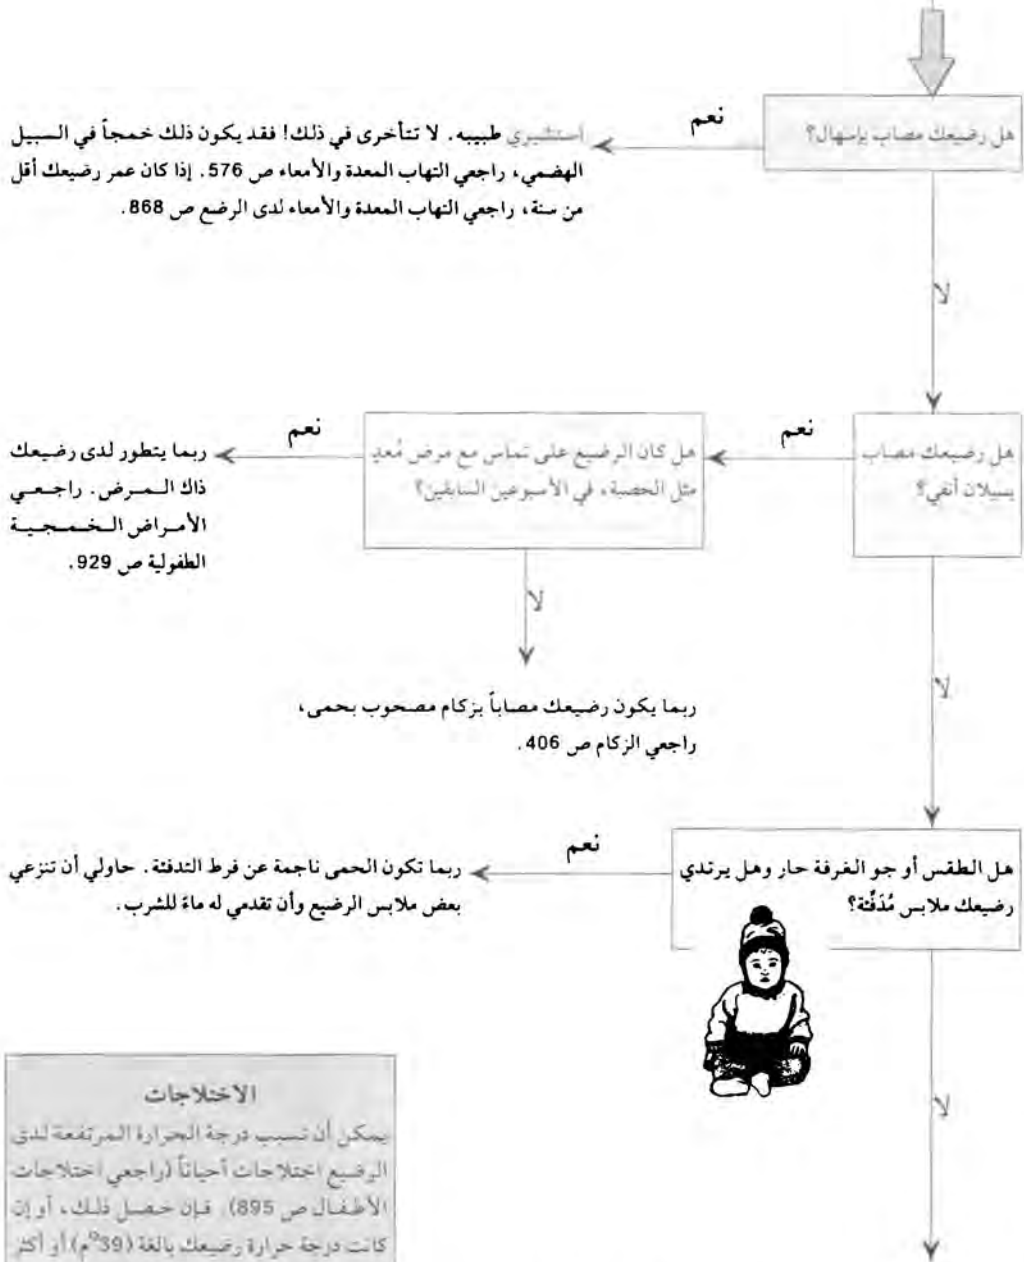 هل رضيعك مصاب بإسهال؟
نعم
استشيري طبيبه. لا تتأخرى في ذلك! فقد يكون ذلك خمجاً في السبيل
الهضمي، راجعي التهاب المعدة والأمعاء ص 576. إذا كان عمر رضيعك أقل
من سنة، راجعي التهاب المعدة والأمعاء لدى الرضع ص 868.
لا
هل رضيعك مصاب
بسيلان أنفي؟
نعم
هل كان الرضيع على تماس مع مرض مُعدٍ
مثل الحصبة، في الأسبوعين السابقين؟
نعم
ربما يتطور لدى رضيعك
ذاك المرض. راجعي
الأمراض الخمجية
الطفولية ص 929.
لا
ربما يكون رضيعك مصاباً بزكام مصحوب بحمى،
راجعي الزكام ص 406.
لا
هل الطقس أو جو الغرفة حار وهل يرتدي
رضيعك ملابس مُدَفِّئة؟
نعم
ربما تكون الحمى ناجمة عن فرط التدفئة. حاولي أن تنزعي
بعض ملابس الرضيع وأن تقدمي له ماءً للشرب.
لا
الاختلاجات
يمكن أن تسبب درجة الحرارة المرتفعة لدى
الرضيع اختلاجات أحياناً (راجعي اختلاجات
الأطفال ص 895). فإن حصل ذلك، أو إن
كانت درجة حرارة رضيعك بالغة (39°م) أو أكثر